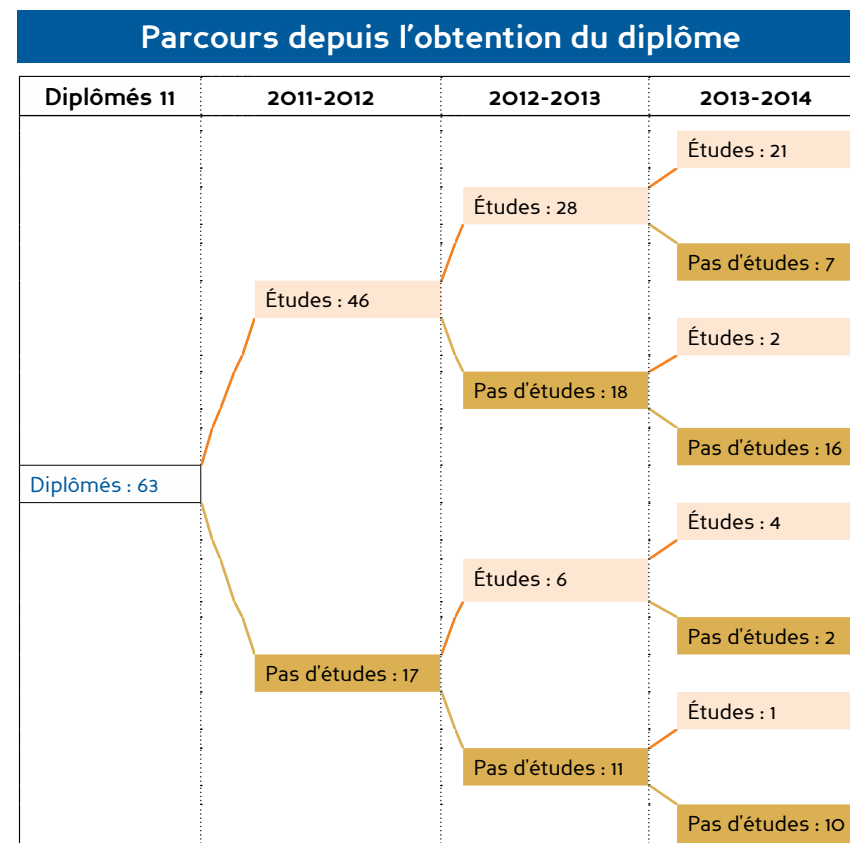 Parcours depuis l'obtention du diplôme
Diplômés 11 2011-2012 2012-2013 2013-2014
Études : 21
Études : 28
Pas d'études : 7
Études : 46
Études : 2
Pas d'études : 18
Pas d'études : 16
Diplômés : 63
Études : 4
Études : 6
Pas d'études : 2
Pas d'études : 17
Études : 1
Pas d'études : 11
Pas d'études : 10